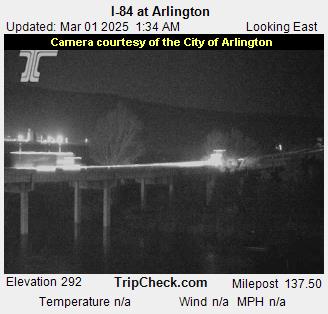 I-84 at Arlington
Updated: Mar 01 2025 1:34 AM Looking East
Camera courtesy of the City of Arlington
Elevation 292 TripCheck.com Milepost 137.50
Temperature n/a Wind n/a MPH n/a